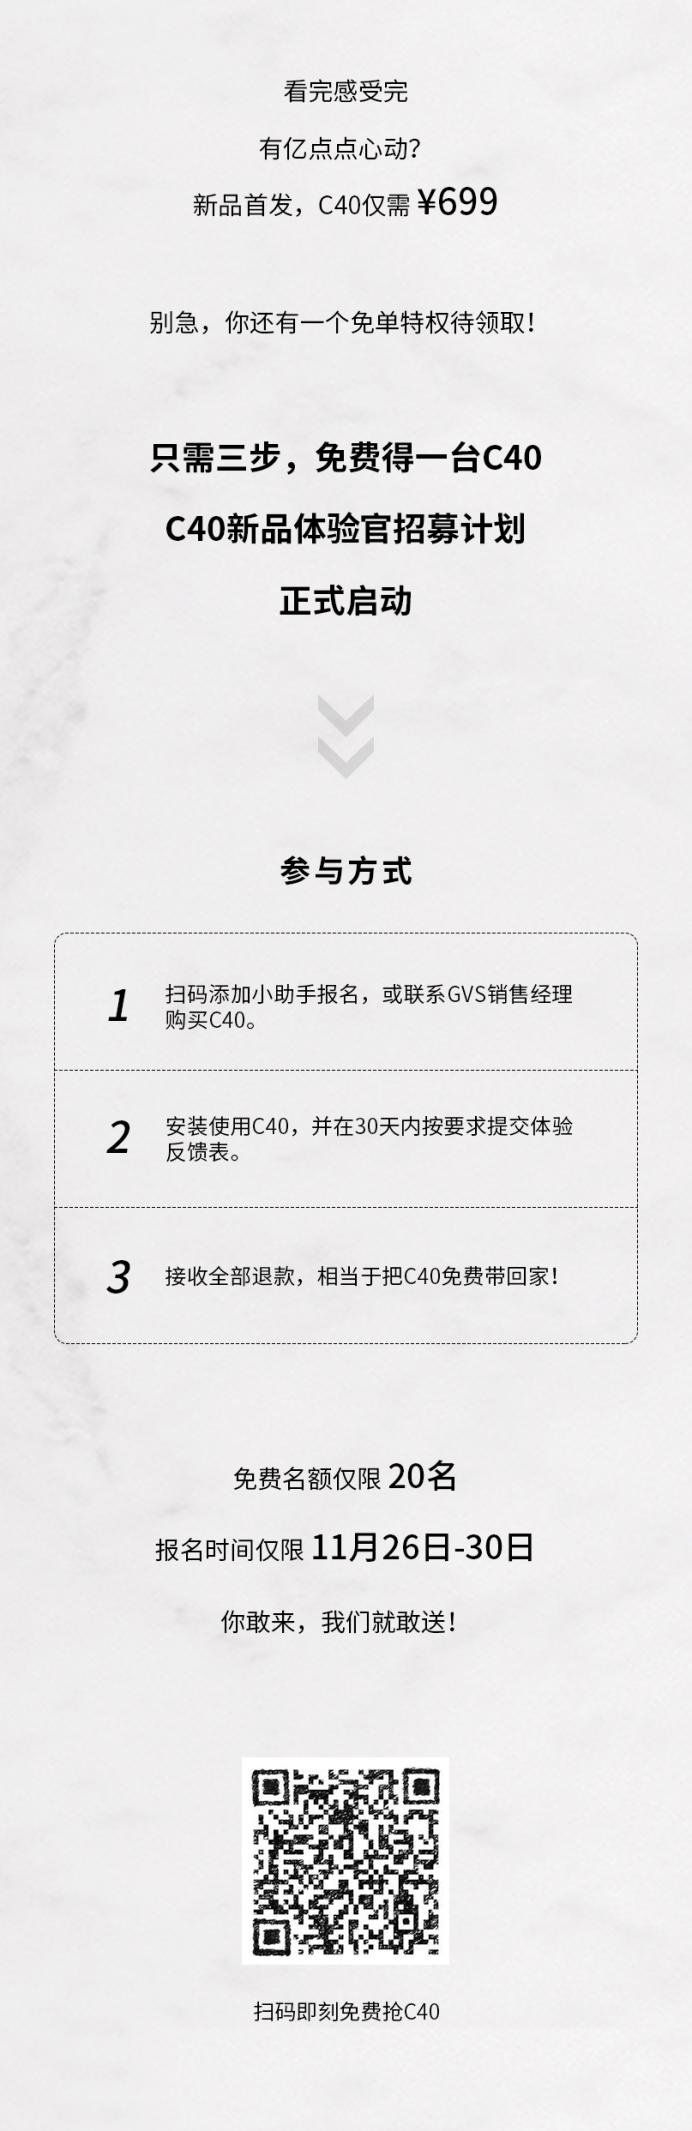 看完感受完
有亿点点心动?
新品首发，C40仅需 ¥699
别急，你还有一个免单特权待领取!
只需三步，免费得一台C40
C40新品体验官招募计划
正式启动
参与方式
1
扫码添加小助手报名，或联系GVS销售经理
购买C40。
2
安装使用C40，并在30天内按要求提交体验
反馈表。
3
接收全部退款，相当于把C40免费带回家!
免费名额仅限 20名
报名时间仅限 11月26日-30日
你敢来，我们就敢送!
扫码即刻免费抢C40